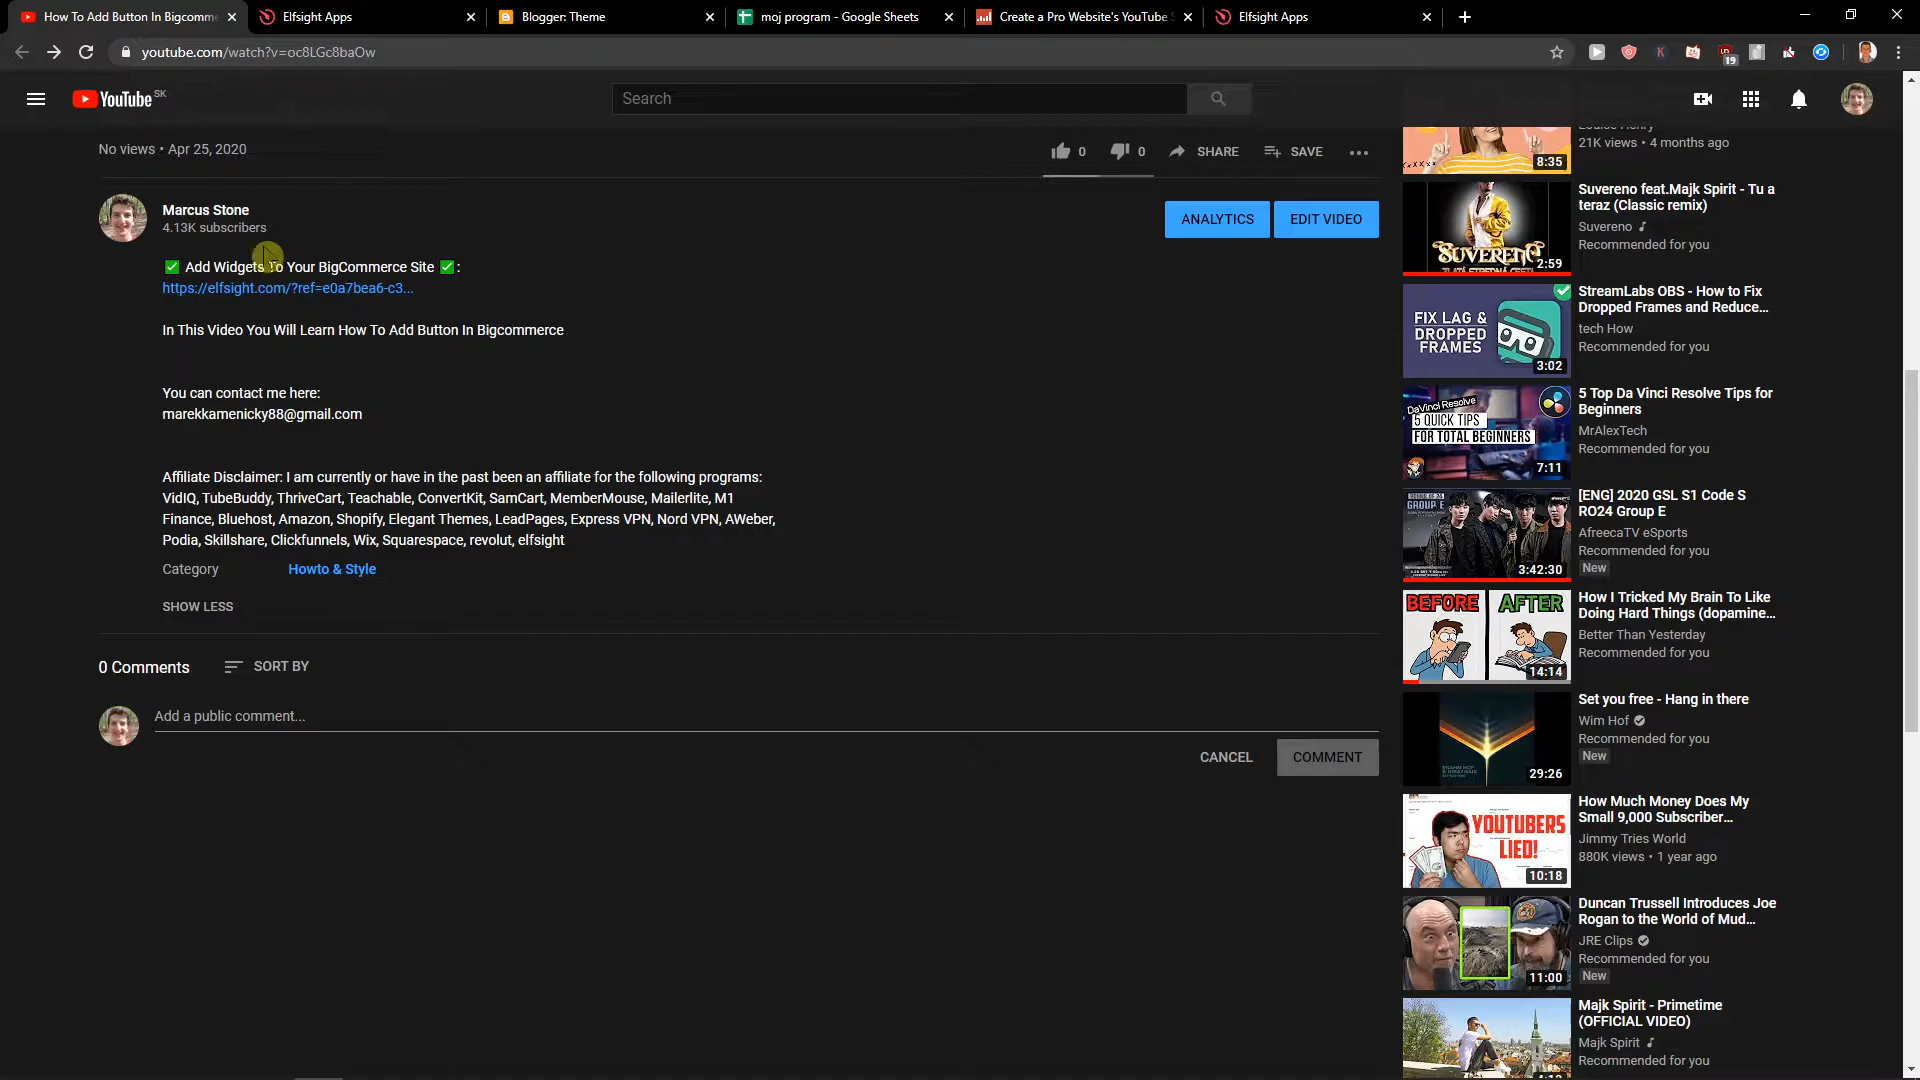 How To Add Button In Bigcomme
Elfsight Apps
Blogger: Theme
moj program - Google Sheets
Create a Pro Website's YouTube S
Elfsight Apps
youtube.com/watch?v=oc8LGc8baOw
19
YouTube SK
Search
No views • Apr 25, 2020
0
0
SHARE
SAVE
Marcus Stone
4.13K subscribers
ANALYTICS
EDIT VIDEO
✅ Add Widgets To Your BigCommerce Site ✅:
https://elfsight.com/?ref=e0a7bea6-c3...
In This Video You Will Learn How To Add Button In Bigcommerce
You can contact me here:
marekkamenicky88@gmail.com
Affiliate Disclaimer: I am currently or have in the past been an affiliate for the following programs:
VidIQ, TubeBuddy, ThriveCart, Teachable, ConvertKit, SamCart, MemberMouse, Mailerlite, M1
Finance, Bluehost, Amazon, Shopify, Elegant Themes, LeadPages, Express VPN, Nord VPN, AWeber,
Podia, Skillshare, Clickfunnels, Wix, Squarespace, revolut, elfsight
Category
Howto & Style
SHOW LESS
0 Comments
SORT BY
Add a public comment...
CANCEL
COMMENT
8:35
Louise Henry
21K views • 4 months ago
SUVERENO
2:59
Suvereno feat.Majk Spirit - Tu a
teraz (Classic remix)
Suvereno
Recommended for you
FIX LAG &
DROPPED
FRAMES
3:02
StreamLabs OBS - How to Fix
Dropped Frames and Reduce...
tech How
Recommended for you
DaVinci Resolve
5 QUICK TIPS
FOR TOTAL BEGINNERS
7:11
5 Top Da Vinci Resolve Tips for
Beginners
MrAlexTech
Recommended for you
GROUP E
3:42:30
[ENG] 2020 GSL S1 Code S
RO24 Group E
AfreecaTV eSports
Recommended for you
New
BEFORE
AFTER
14:14
How I Tricked My Brain To Like
Doing Hard Things (dopamine...
Better Than Yesterday
Recommended for you
29:26
Set you free - Hang in there
Wim Hof
Recommended for you
New
YOUTUBERS
LIED!
10:18
How Much Money Does My
Small 9,000 Subscriber...
Jimmy Tries World
880K views • 1 year ago
11:00
Duncan Trussell Introduces Joe
Rogan to the World of Mud...
JRE Clips
Recommended for you
New
Majk Spirit - Primetime
(OFFICIAL VIDEO)
Majk Spirit
Recommended for you